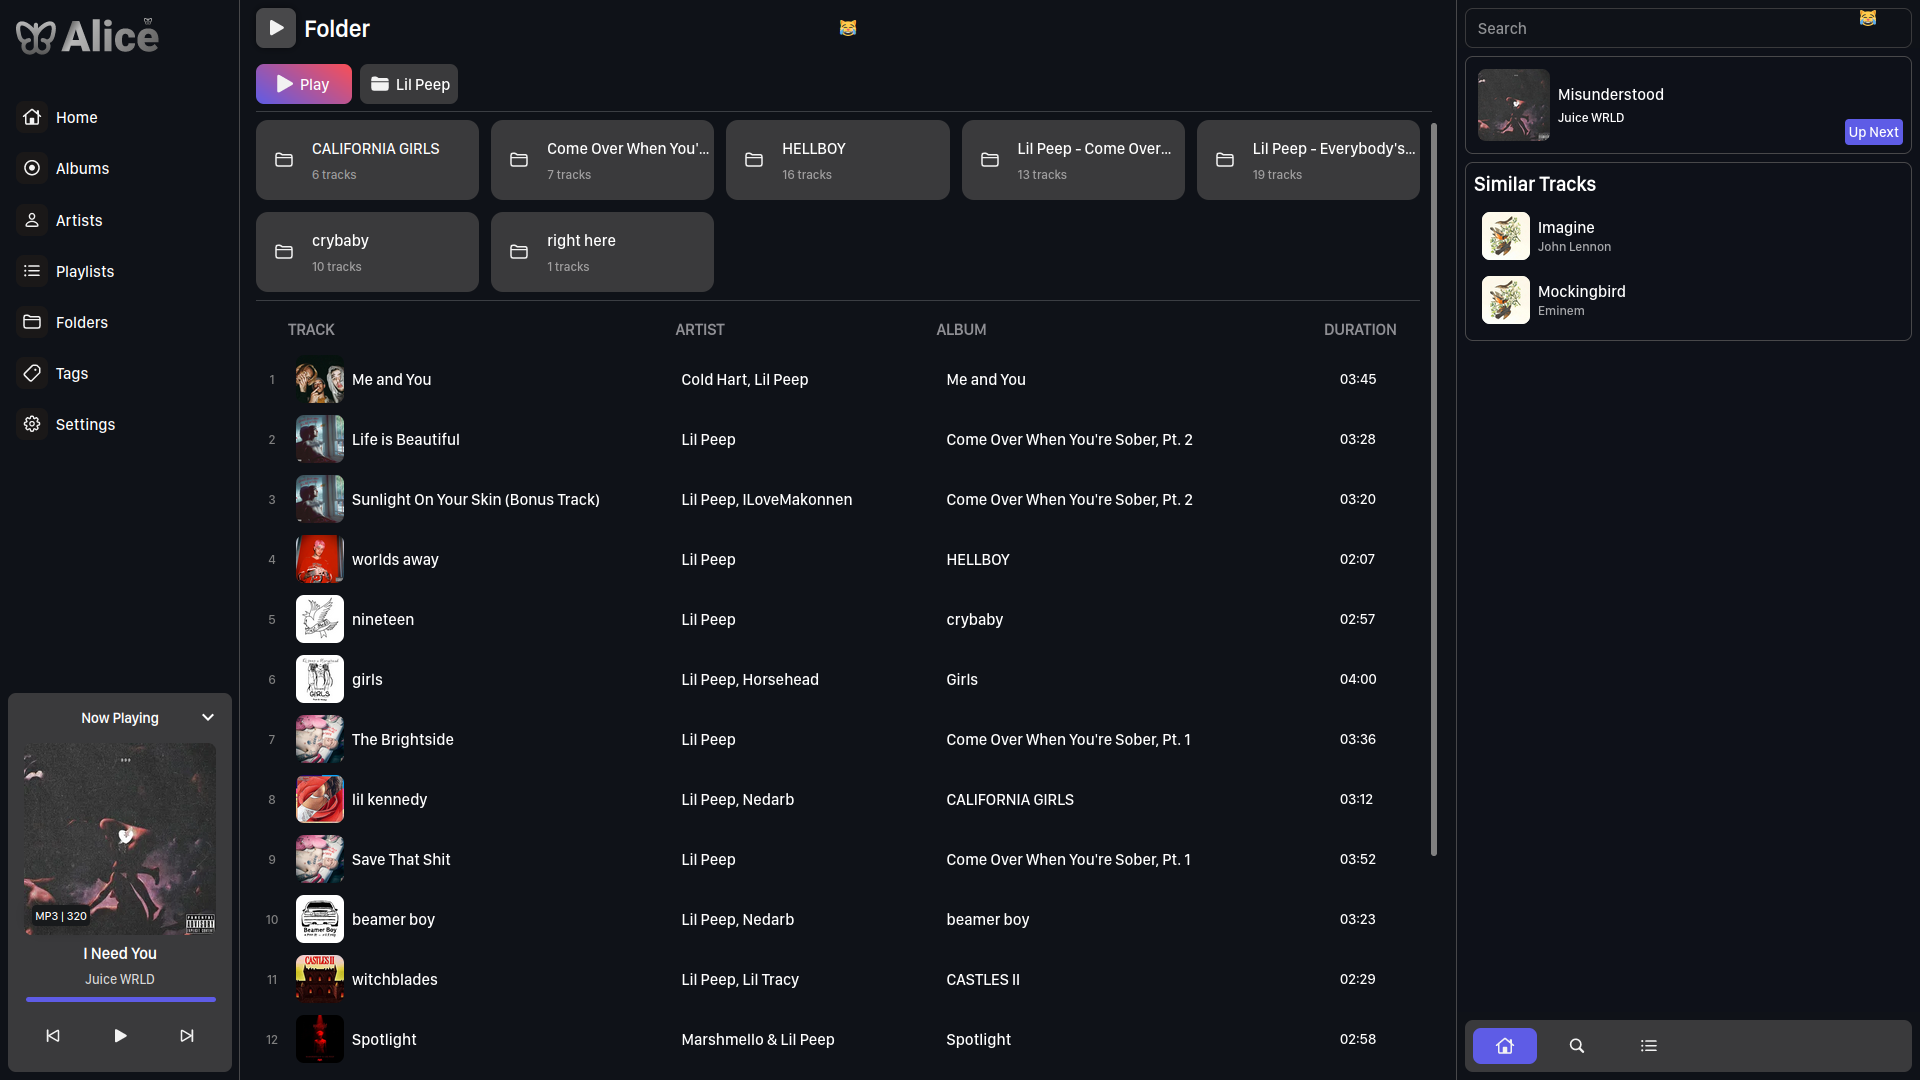 Alice
Home
Albums
Artists
Playlists
Folders
Tags
Settings
Now Playing
MP3 | 320
I Need You
Juice WRLD
Folder
Play
Lil Peep
CALIFORNIA GIRLS
6 tracks
Come Over When You'...
7 tracks
HELLBOY
16 tracks
Lil Peep - Come Over...
13 tracks
Lil Peep - Everybody's...
19 tracks
crybaby
10 tracks
right here
1 tracks
TRACK ARTIST ALBUM DURATION
1 Me and You Cold Hart, Lil Peep Me and You 03:45
2 Life is Beautiful Lil Peep Come Over When You're Sober, Pt. 2 03:28
3 Sunlight On Your Skin (Bonus Track) Lil Peep, ILoveMakonnen Come Over When You're Sober, Pt. 2 03:20
4 worlds away Lil Peep HELLBOY 02:07
5 nineteen Lil Peep crybaby 02:57
6 girls Lil Peep, Horsehead Girls 04:00
7 The Brightside Lil Peep Come Over When You're Sober, Pt. 1 03:36
8 lil kennedy Lil Peep, Nedarb CALIFORNIA GIRLS 03:12
9 Save That Shit Lil Peep Come Over When You're Sober, Pt. 1 03:52
10 beamer boy Lil Peep, Nedarb beamer boy 03:23
11 witchblades Lil Peep, Lil Tracy CASTLES II 02:29
12 Spotlight Marshmello & Lil Peep Spotlight 02:58
GIRLS
Beamer Boy
CASTLES II
Search
Misunderstood
Juice WRLD
Up Next
Similar Tracks
Imagine
John Lennon
Mockingbird
Eminem